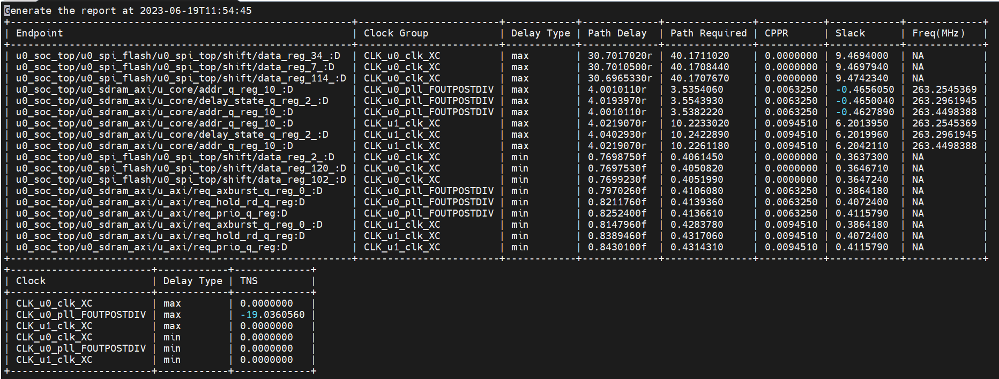 Generate the report at 2023-06-19T11:54:45
+----------------------------------------------------------+------------------------+------------+-------------+---------------+-----------+------------+-------------+
| Endpoint | Clock Group | Delay Type | Path Delay | Path Required | CPPR | Slack | Freq(MHz) |
+----------------------------------------------------------+------------------------+------------+-------------+---------------+-----------+------------+-------------+
| u0_soc_top/u0_spi_flash/u0_spi_top/shift/data_reg_34_:D | CLK_u0_clk_XC | max | 30.7017020r | 40.1711020 | 0.0000000 | 9.4694000 | NA |
| u0_soc_top/u0_spi_flash/u0_spi_top/shift/data_reg_7_:D | CLK_u0_clk_XC | max | 30.7010500r | 40.1708440 | 0.0000000 | 9.4697940 | NA |
| u0_soc_top/u0_spi_flash/u0_spi_top/shift/data_reg_114_:D | CLK_u0_clk_XC | max | 30.6965330r | 40.1707670 | 0.0000000 | 9.4742340 | NA |
| u0_soc_top/u0_sdram_axi/u_core/addr_q_reg_10_:D | CLK_u0_pll_FOUTPOSTDIV | max | 4.0010110r | 3.5354060 | 0.0063250 | -0.4656050 | 263.2545369 |
| u0_soc_top/u0_sdram_axi/u_core/delay_state_q_reg_2_:D | CLK_u0_pll_FOUTPOSTDIV | max | 4.0193970r | 3.5543930 | 0.0063250 | -0.4650040 | 263.2961945 |
| u0_soc_top/u0_sdram_axi/u_core/addr_q_reg_10_:D | CLK_u0_pll_FOUTPOSTDIV | max | 4.0010110r | 3.5382220 | 0.0063250 | -0.4627890 | 263.4498388 |
| u0_soc_top/u0_sdram_axi/u_core/addr_q_reg_10_:D | CLK_u1_clk_XC | max | 4.0219070r | 10.2233020 | 0.0094510 | 6.2013950 | 263.2545369 |
| u0_soc_top/u0_sdram_axi/u_core/delay_state_q_reg_2_:D | CLK_u1_clk_XC | max | 4.0402930r | 10.2422890 | 0.0094510 | 6.2019960 | 263.2961945 |
| u0_soc_top/u0_sdram_axi/u_core/addr_q_reg_10_:D | CLK_u1_clk_XC | max | 4.0219070r | 10.2261180 | 0.0094510 | 6.2042110 | 263.4498388 |
| u0_soc_top/u0_spi_flash/u0_spi_top/shift/data_reg_2_:D | CLK_u0_clk_XC | min | 0.7698750f | 0.4061450 | 0.0000000 | 0.3637300 | NA |
| u0_soc_top/u0_spi_flash/u0_spi_top/shift/data_reg_120_:D | CLK_u0_clk_XC | min | 0.7697530f | 0.4050820 | 0.0000000 | 0.3646710 | NA |
| u0_soc_top/u0_spi_flash/u0_spi_top/shift/data_reg_102_:D | CLK_u0_clk_XC | min | 0.7699230f | 0.4051990 | 0.0000000 | 0.3647240 | NA |
| u0_soc_top/u0_sdram_axi/u_axi/req_axburst_q_reg_0_:D | CLK_u0_pll_FOUTPOSTDIV | min | 0.7970260f | 0.4106080 | 0.0063250 | 0.3864180 | NA |
| u0_soc_top/u0_sdram_axi/u_axi/req_hold_rd_q_reg:D | CLK_u0_pll_FOUTPOSTDIV | min | 0.8211760f | 0.4139360 | 0.0063250 | 0.4072400 | NA |
| u0_soc_top/u0_sdram_axi/u_axi/req_prio_q_reg:D | CLK_u0_pll_FOUTPOSTDIV | min | 0.8252400f | 0.4136610 | 0.0063250 | 0.4115790 | NA |
| u0_soc_top/u0_sdram_axi/u_axi/req_axburst_q_reg_0_:D | CLK_u1_clk_XC | min | 0.8147960f | 0.4283780 | 0.0094510 | 0.3864180 | NA |
| u0_soc_top/u0_sdram_axi/u_axi/req_hold_rd_q_reg:D | CLK_u1_clk_XC | min | 0.8389460f | 0.4317060 | 0.0094510 | 0.4072400 | NA |
| u0_soc_top/u0_sdram_axi/u_axi/req_prio_q_reg:D | CLK_u1_clk_XC | min | 0.8430100f | 0.4314310 | 0.0094510 | 0.4115790 | NA |
+----------------------------------------------------------+------------------------+------------+-------------+---------------+-----------+------------+-------------+
+------------------------+------------+-------------+
| Clock | Delay Type | TNS |
+------------------------+------------+-------------+
| CLK_u0_clk_XC | max | 0.0000000 |
| CLK_u0_pll_FOUTPOSTDIV | max | -19.0360560 |
| CLK_u1_clk_XC | max | 0.0000000 |
| CLK_u0_clk_XC | min | 0.0000000 |
| CLK_u0_pll_FOUTPOSTDIV | min | 0.0000000 |
| CLK_u1_clk_XC | min | 0.0000000 |
+------------------------+------------+-------------+